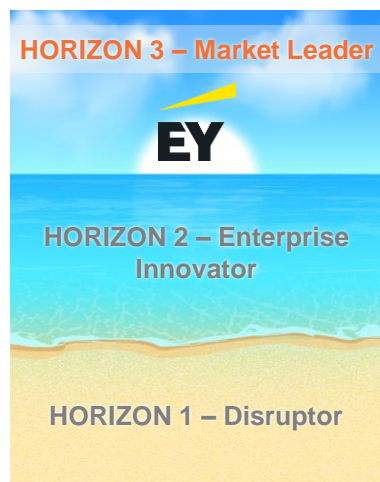 HORIZON 3 – Market Leader
EY
HORIZON 2 – Enterprise
Innovator
HORIZON 1 – Disruptor